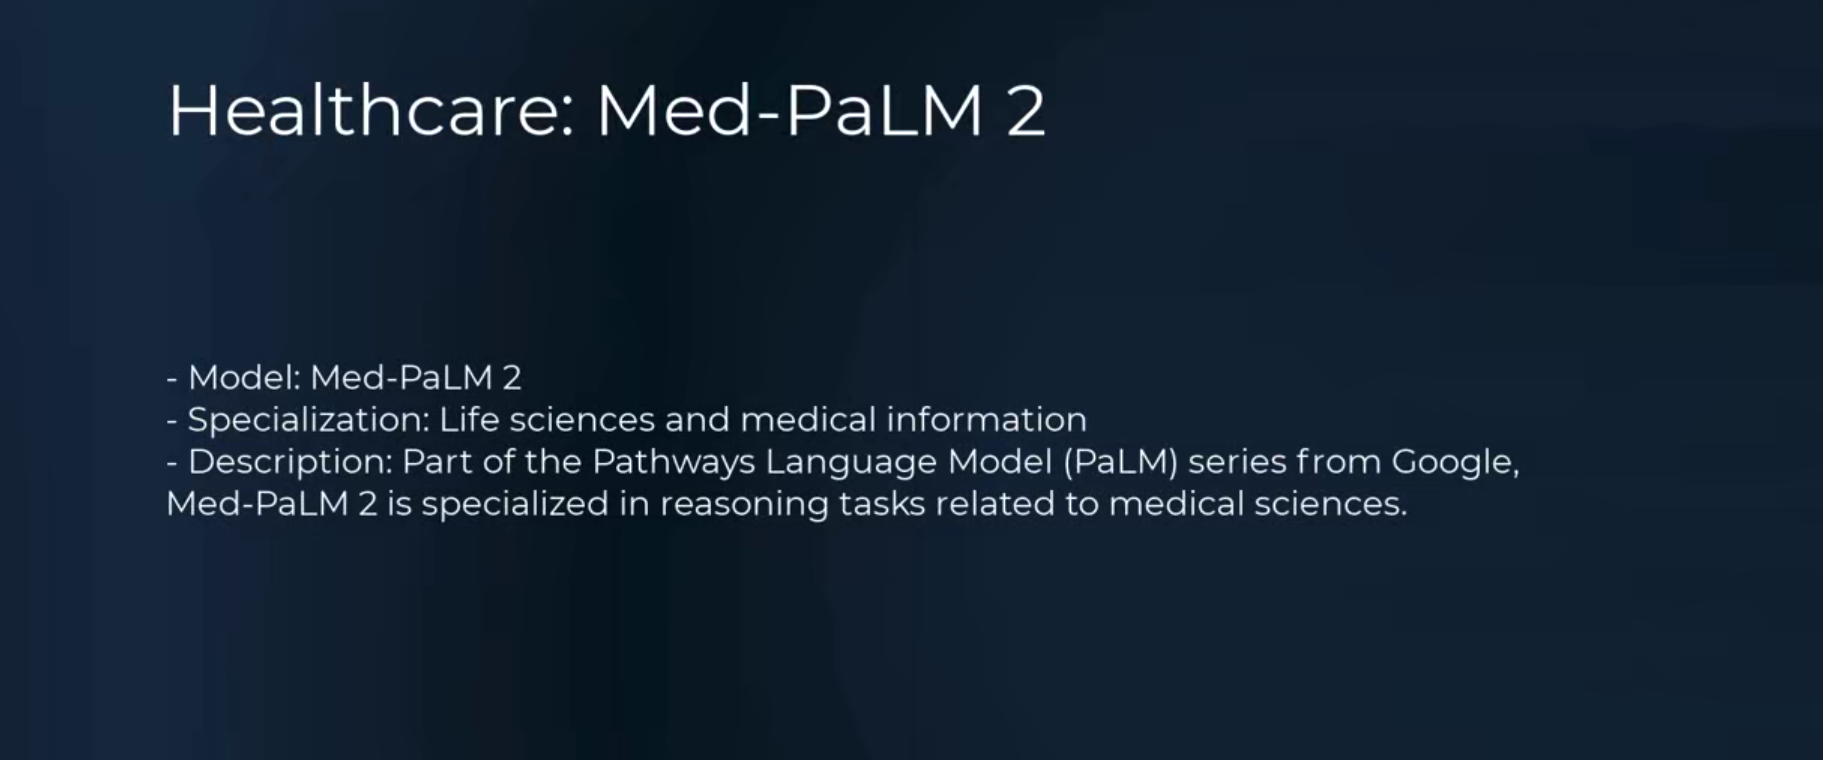 Healthcare: Med-PaLM 2
- Model: Med-PaLM 2
- Specialization: Life sciences and medical information
- Description: Part of the Pathways Language Model (PaLM) series from Google,
Med-PaLM 2 is specialized in reasoning tasks related to medical sciences.